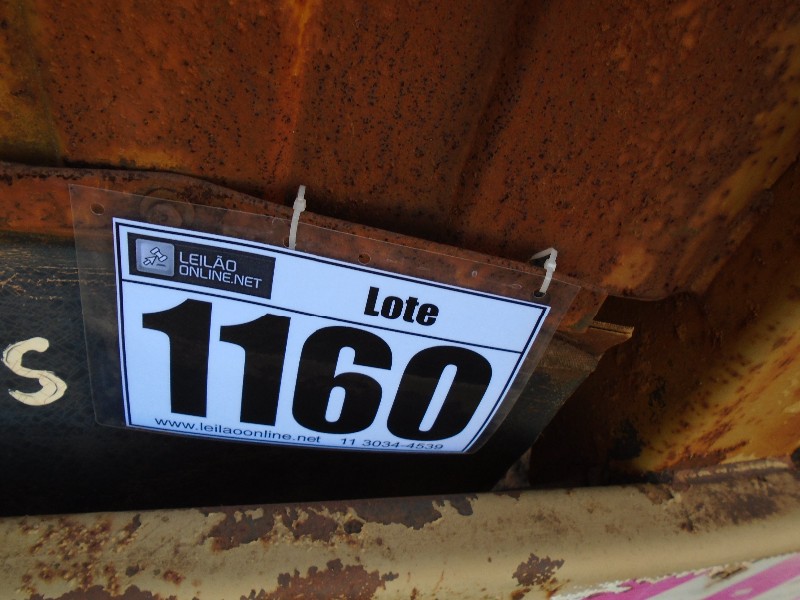 LEILÃO
ONLINE.NET
Lote
1160
www.leilaoonline.net 11 3034-4539
S